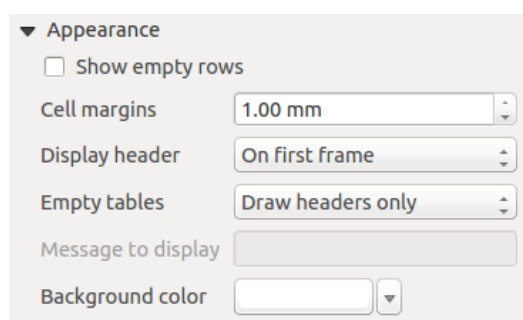 Appearance
Show empty rows
Cell margins 1.00 mm
Display header On first frame
Empty tables Draw headers only
Message to display
Background color